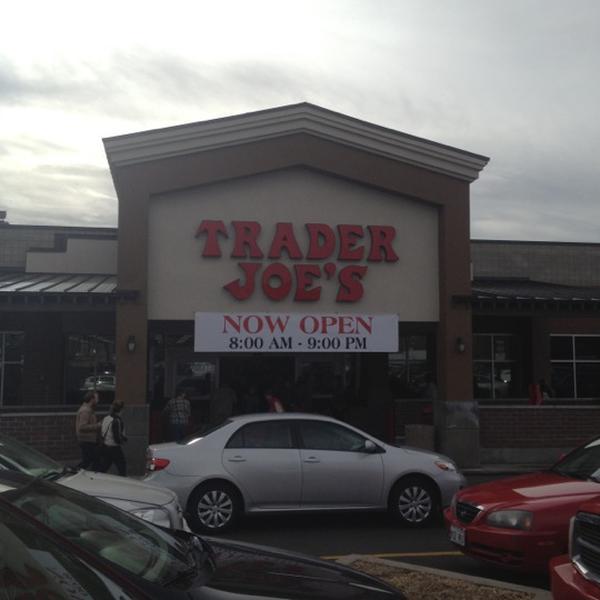 TRADER
JOE'S
NOW OPEN
8:00 AM - 9:00 PM